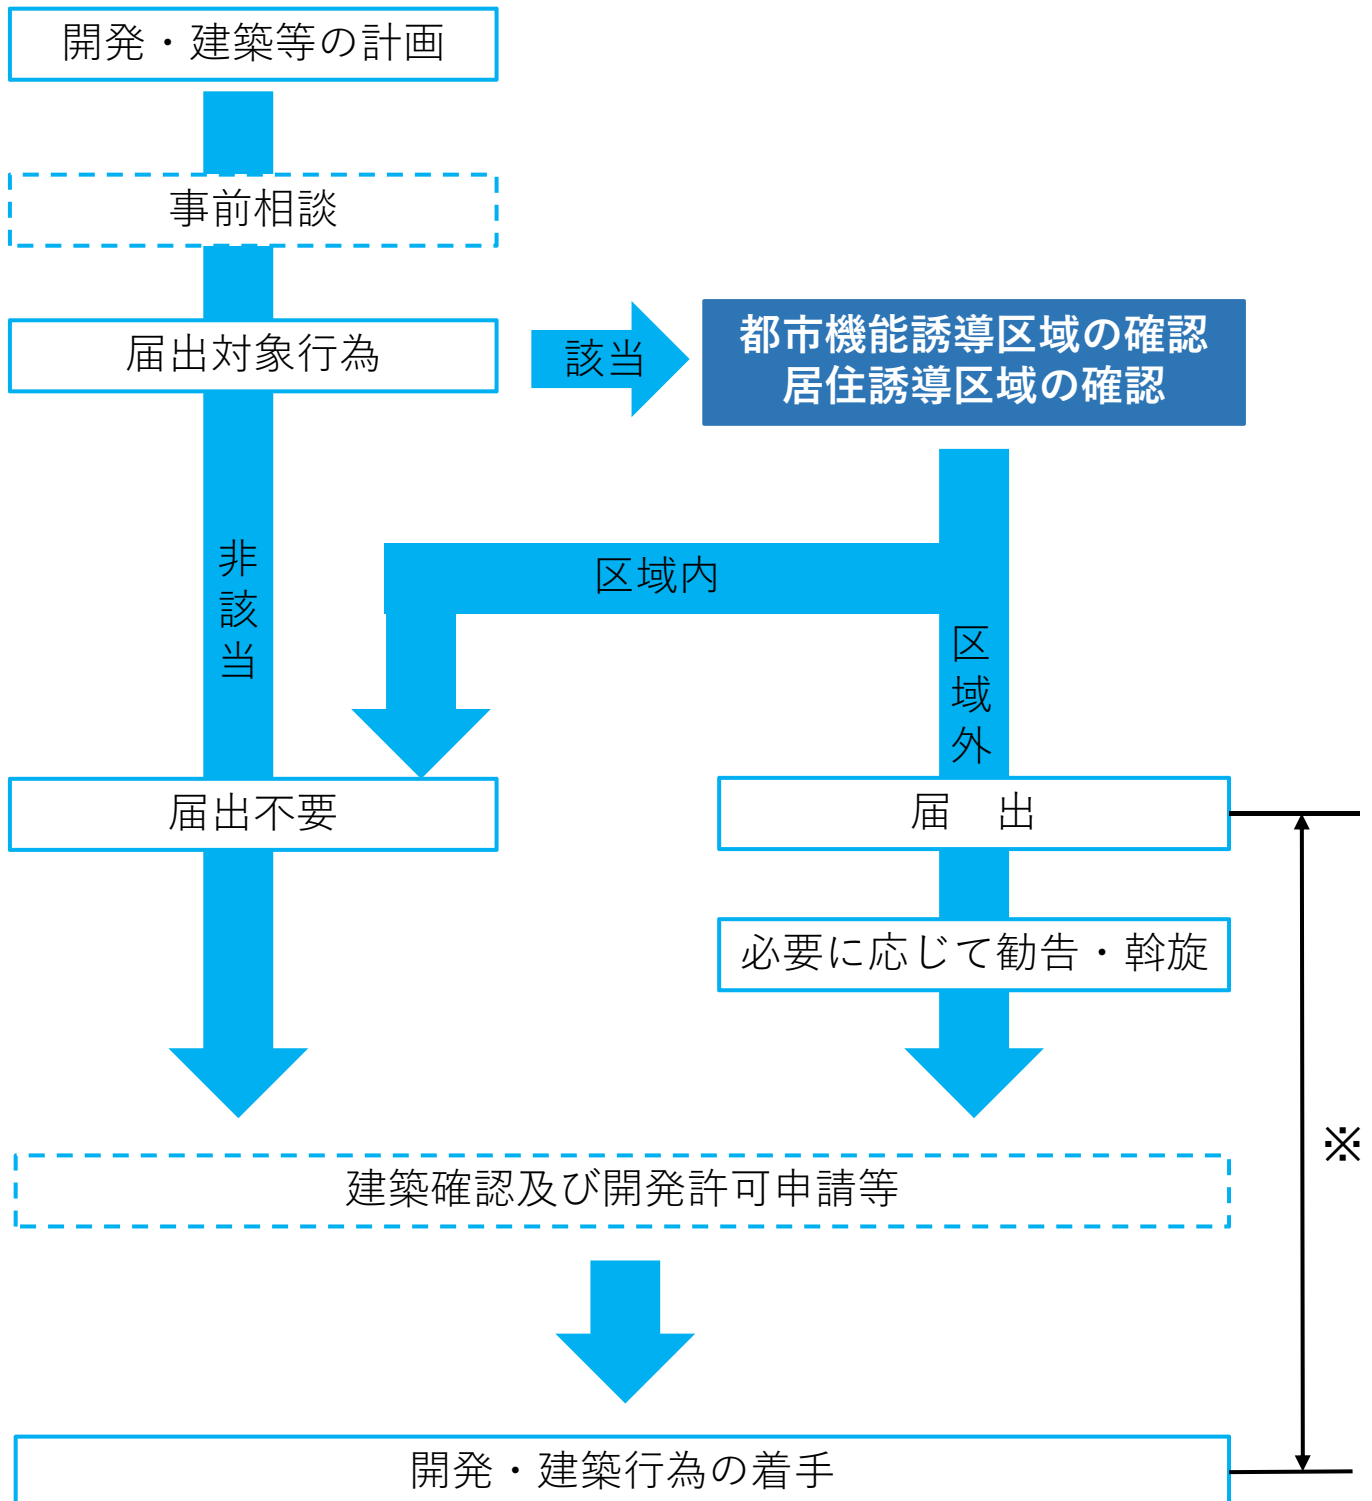 開発・建築等の計画
事前相談
届出対象行為
該当
都市機能誘導区域の確認
居住誘導区域の確認
非該当
区域内
区域外
届出不要
届　出
必要に応じて勧告・斡旋
※
建築確認及び開発許可申請等
開発・建築行為の着手